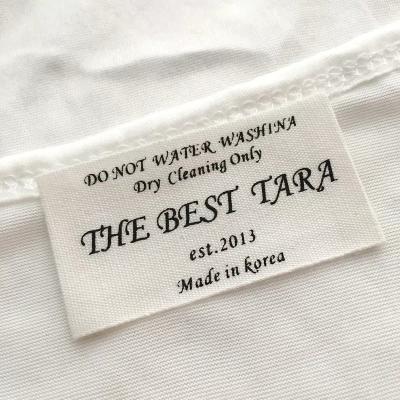 DO NOT WATER WASHINA
Dry Cleaning Only
THE BEST TARA
est.2013
Made in korea